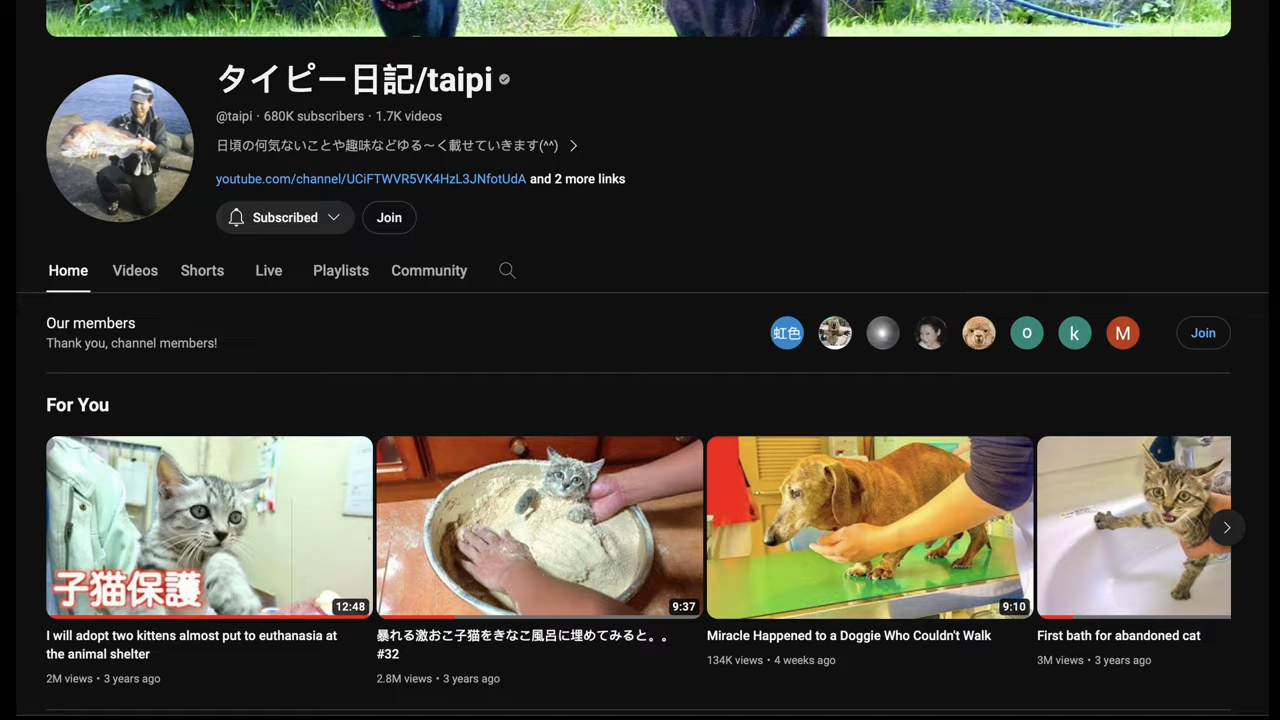 タイピー日記/taipi
@taipi · 680K subscribers · 1.7K videos
日頃の何気ないことや趣味などゆる〜く載せていきます(^^)
youtube.com/channel/UCiFTWVR5VK4HzL3JNfotUdA and 2 more links
Subscribed Join
Home Videos Shorts Live Playlists Community
Our members
Thank you, channel members!
虹色 o k M Join
For You
子猫保護
12:48
9:37
9:10
I will adopt two kittens almost put to euthanasia at
the animal shelter
2M views • 3 years ago
暴れる激おこ子猫をきなこ風呂に埋めてみると。。
#32
2.8M views • 3 years ago
Miracle Happened to a Doggie Who Couldn't Walk
134K views • 4 weeks ago
First bath for abandoned cat
3M views • 3 years ago